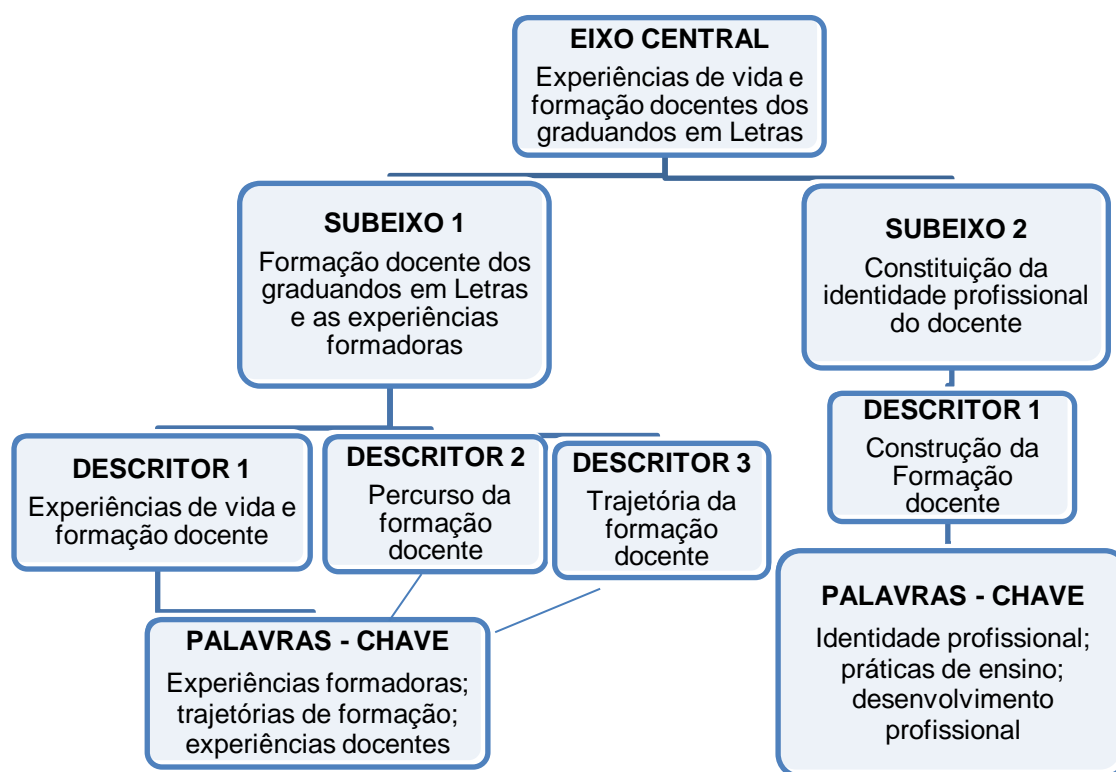 EIXO CENTRAL
Experiências de vida e
formação docentes dos
graduandos em Letras
SUBEIXO 1
Formação docente dos
graduandos em Letras
e as experiências
formadoras
SUBEIXO 2
Constituição da
identidade profissional
do docente
DESCRITOR 1
Experiências de vida e
formação docente
DESCRITOR 2
Percurso da
formação
docente
DESCRITOR 3
Trajetória da
formação
docente
DESCRITOR 1
Construção da
Formação
docente
PALAVRAS - CHAVE
Experiências formadoras;
trajetórias de formação;
experiências docentes
PALAVRAS - CHAVE
Identidade profissional;
práticas de ensino;
desenvolvimento
profissional